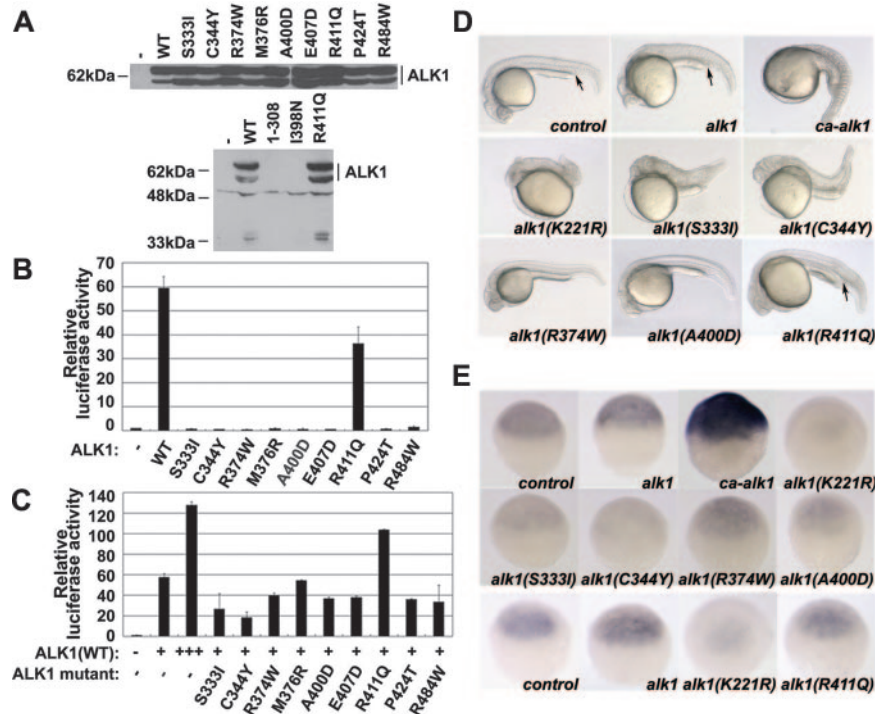 A
- WT S333I C344Y R374W M376R A400D E407D R411Q P424T R484W
62kDa
ALK1
- WT 1-308 I398N R411Q
62kDa
48kDa
33kDa
ALK1
B
Relative
luciferase activity
70
60
50
40
30
20
10
0
ALK1: - WT S333I C344Y R374W M376R A400D E407D R411Q P424T R484W
C
Relative
luciferase activity
140
120
100
80
60
40
20
0
ALK1(WT): - + +++ + + + + + + + + +
ALK1 mutant: - - - S333I C344Y R374W M376R A400D E407D R411Q P424T R484W
D
control alk1 ca-alk1
alk1(K221R) alk1(S333I) alk1(C344Y)
alk1(R374W) alk1(A400D) alk1(R411Q)
E
control alk1 ca-alk1 alk1(K221R)
alk1(S333I) alk1(C344Y) alk1(R374W) alk1(A400D)
control alk1 alk1(K221R) alk1(R411Q)